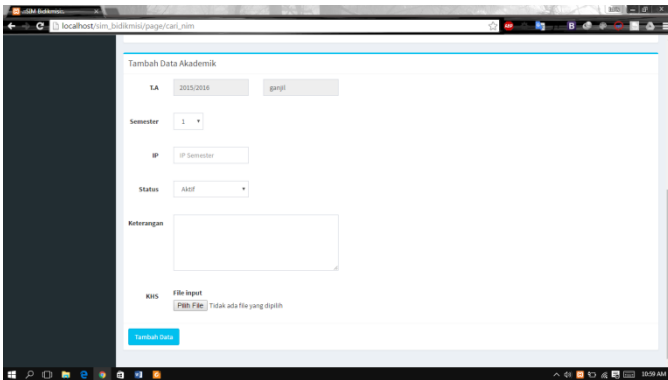 SIM Bidikmisi
localhost/sim_bidikmisi/page/cari_nim
Tambah Data Akademik
T.A 2015/2016 ganjil
Semester 1
IP IP Semester
Status Aktif
Keterangan
KHS File input
Pilih File Tidak ada file yang dipilih
Tambah Data
10:59 AM